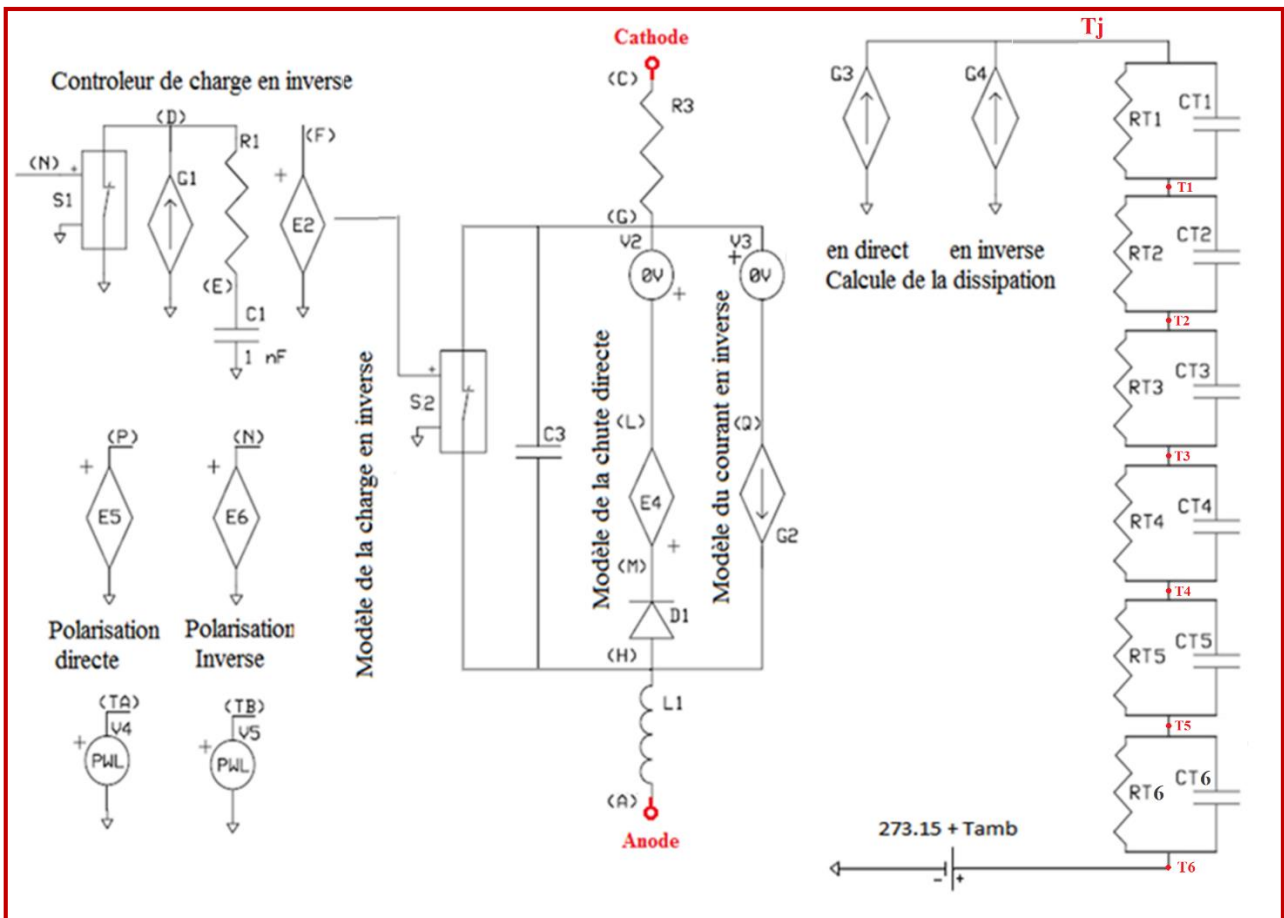 Cathode
(C)
R3
Controleur de charge en inverse
(D)
(N)
+
S1
G1
R1
(F)
+
E2
(E)
C1
1 nF
(G)
V2
0V
+
V3
+
0V
Modèle de la charge en inverse
+
S2
C3
Modèle de la chute directe
(L)
E4
+
(M)
D1
(H)
Modèle du courant en inverse
(Q)
G2
L1
(A)
Anode
(P)
+
E5
Polarisation
directe
(N)
+
E6
Polarisation
Inverse
(TA)
V4
+
PWL
(TB)
V5
+
PWL
Tj
G3
G4
en direct en inverse
Calcule de la dissipation
RT1
CT1
T1
RT2
CT2
T2
RT3
CT3
T3
RT4
CT4
T4
RT5
CT5
T5
RT6
CT6
T6
273.15 + Tamb
- +